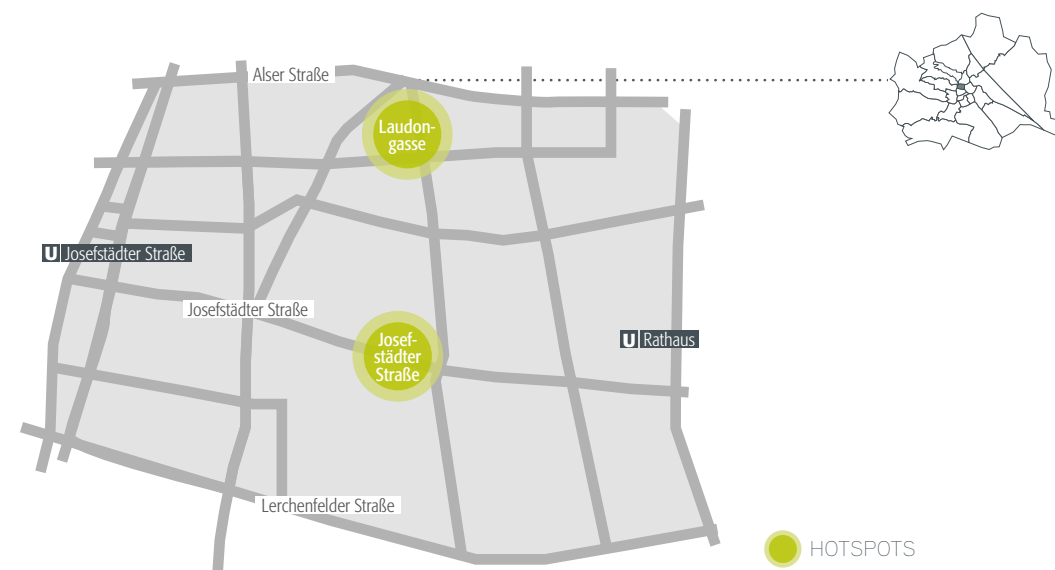 Alser Straße
Laudon-
gasse
U Josefstädter Straße
Josefstädter Straße
Josef-
städter
Straße
U Rathaus
Lerchenfelder Straße
HOTSPOTS